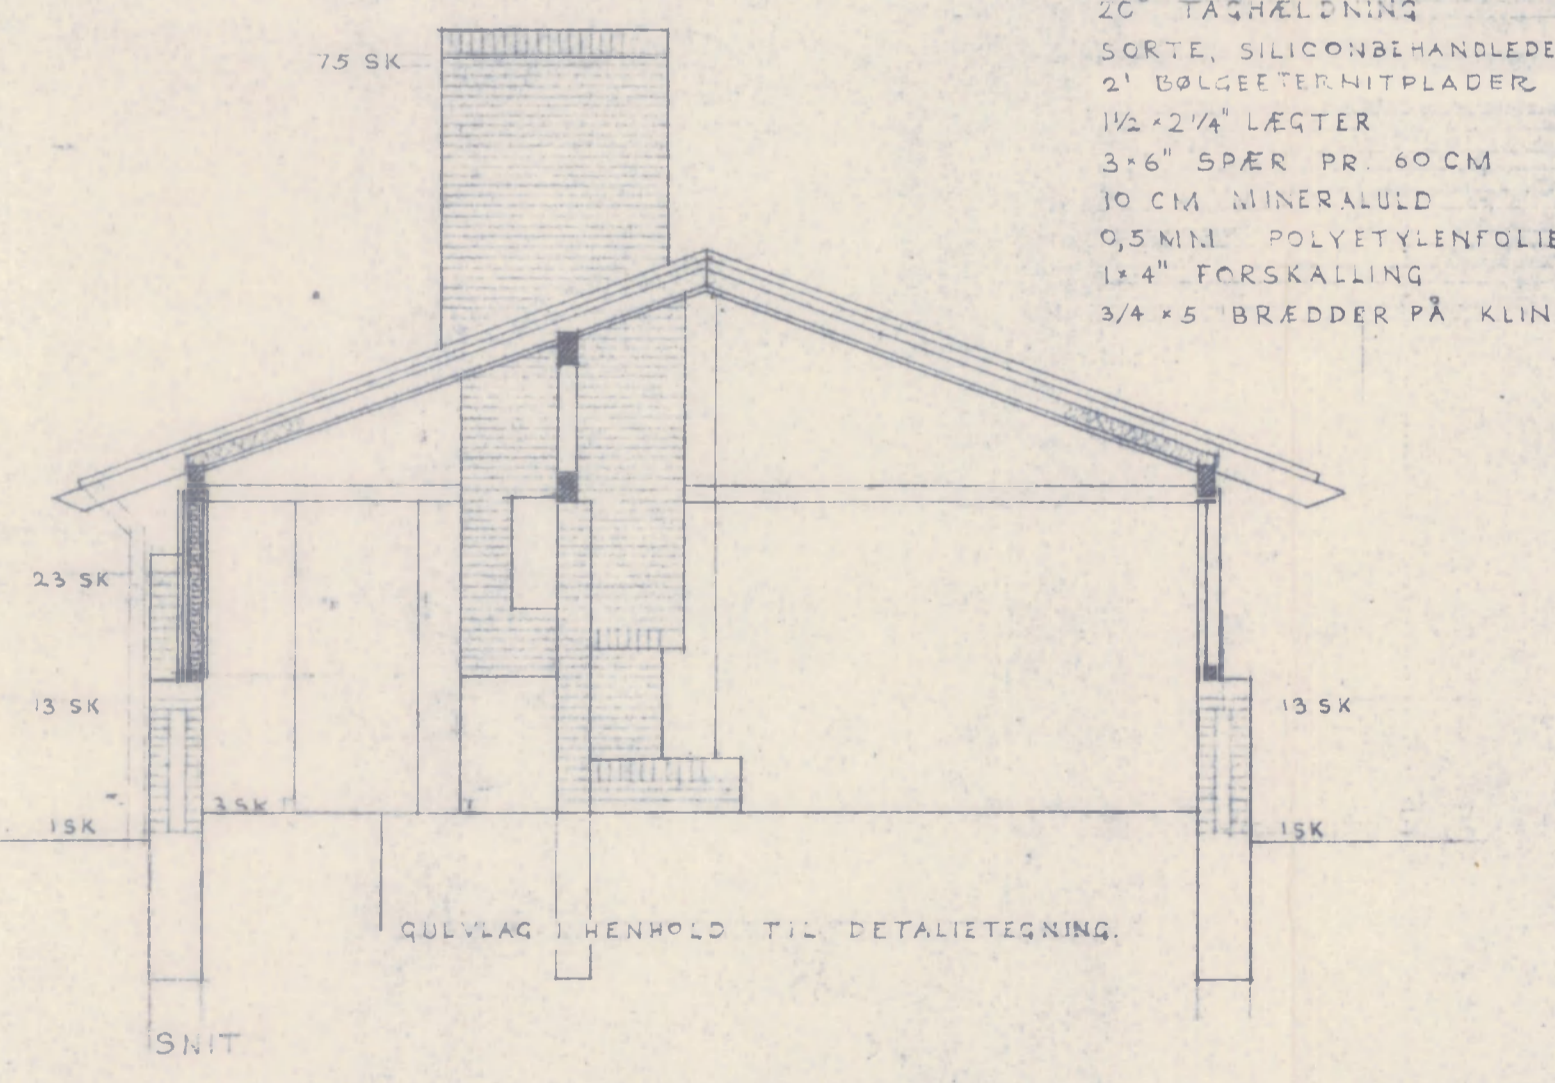 20° TAGHÆLDNING
SORTE, SILICONBEHANDLEDE
2' BØLGEETERNITPLADER
1½ × 2¼" LÆGTER
3 × 6" SPÆR PR. 60 CM
10 CM MINERALULD
0,5 MM POLYETYLENFOLIE
1 × 4" FORSKALLING
3/4 × 5 BRÆDDER PÅ KLIN
75 SK
23 SK
13 SK
13 SK
3 SK
1 SK
1 SK
GULVLAG I HENHOLD TIL DETALIETEGNING.
SNIT